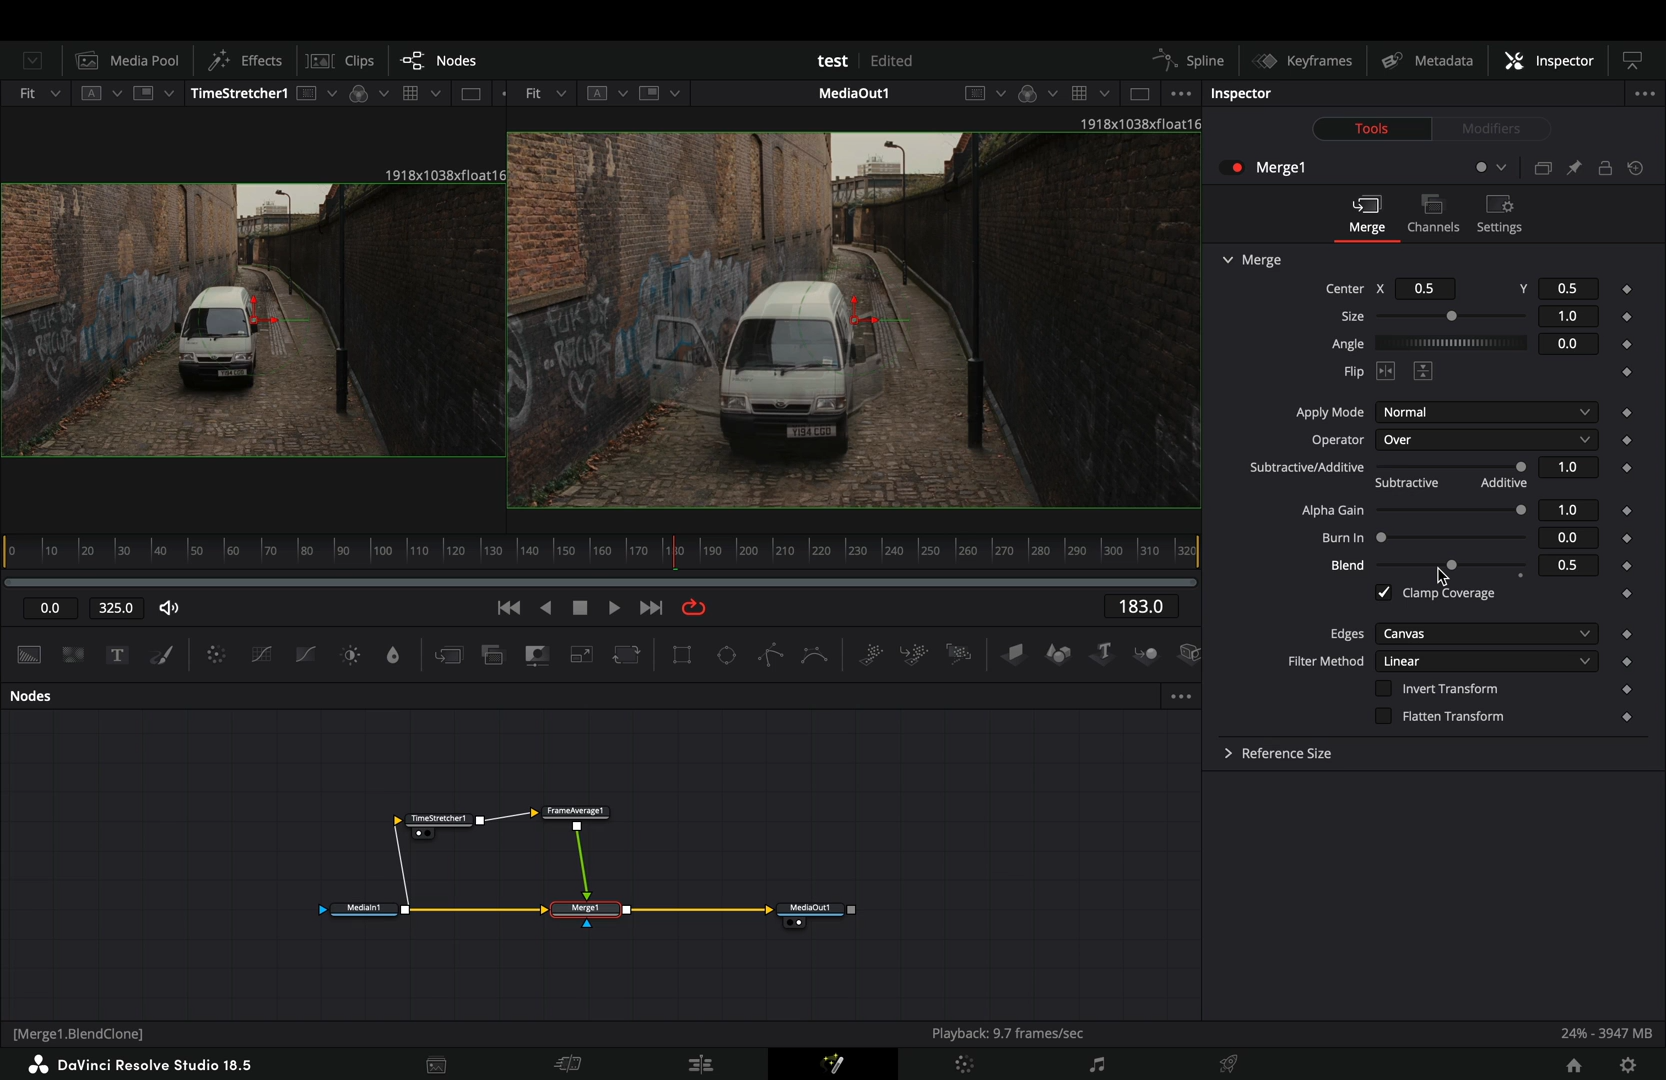 Media Pool Effects Clips Nodes test Edited Spline Keyframes Metadata Inspector
Fit A TimeStretcher1 Fit A MediaOut1 Inspector
1918x1038xfloat16
1918x1038xfloat16
Tools Modifiers
Merge1
Merge Channels Settings
Merge
Center X 0.5 Y 0.5
Size 1.0
Angle 0.0
Flip
Apply Mode Normal
Operator Over
Subtractive/Additive 1.0
Subtractive Additive
Alpha Gain 1.0
Burn In 0.0
Blend 0.5
Clamp Coverage
Edges Canvas
Filter Method Linear
Invert Transform
Flatten Transform
Reference Size
Y194 EGD
0 10 20 30 40 50 60 70 80 90 100 110 120 130 140 150 160 170 180 190 200 210 220 230 240 250 260 270 280 290 300 310 320
0.0 325.0 183.0
T T
Nodes
TimeStretcher1 FrameAverage1
MediaIn1 Merge1 MediaOut1
[Merge1.BlendClone] Playback: 9.7 frames/sec 24% - 3947 MB
DaVinci Resolve Studio 18.5